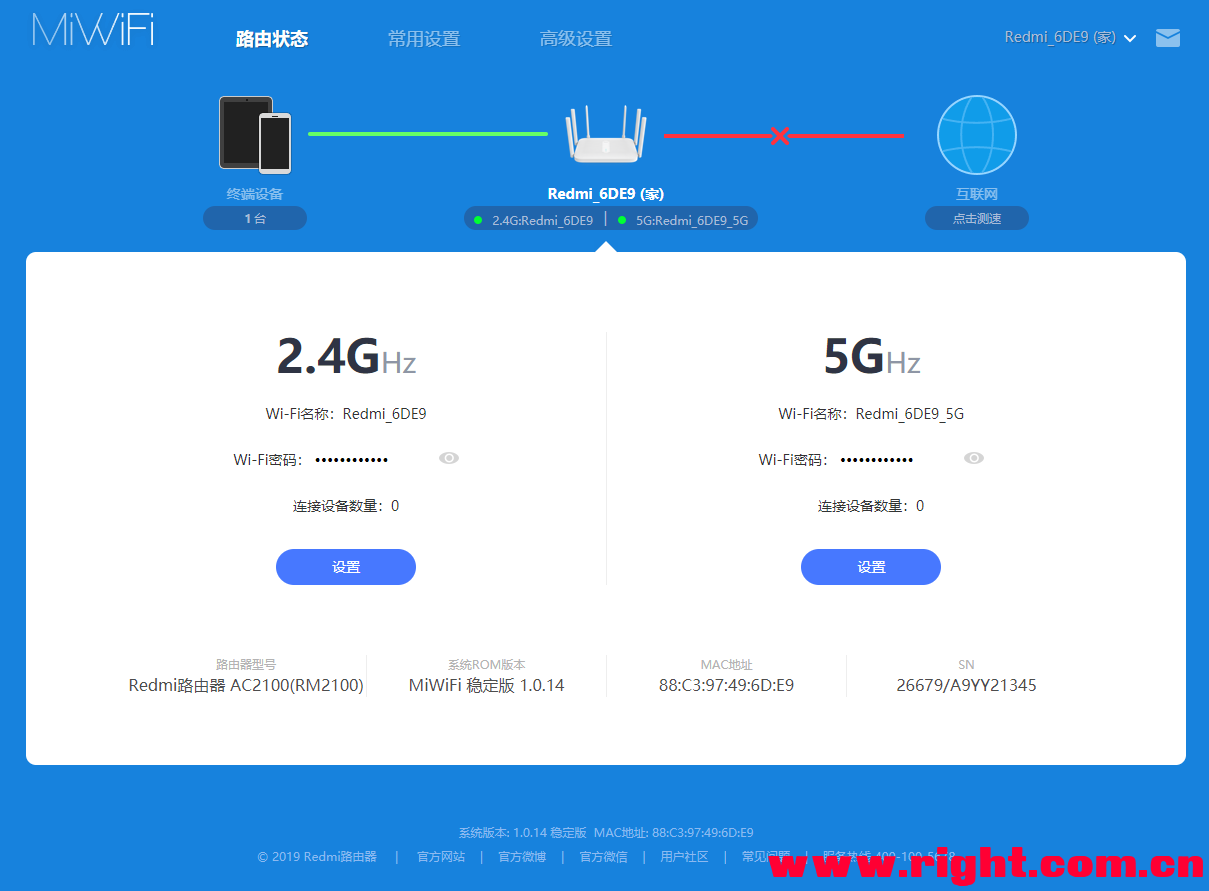 MiWiFi 路由状态 常用设置 高级设置 Redmi_6DE9 (家)
终端设备 Redmi_6DE9 (家) 互联网
1 台 2.4G:Redmi_6DE9 | 5G:Redmi_6DE9_5G 点击测速
2.4GHz 5GHz
Wi-Fi名称：Redmi_6DE9 Wi-Fi名称：Redmi_6DE9_5G
Wi-Fi密码： •••••••••••• Wi-Fi密码： ••••••••••••
连接设备数量：0 连接设备数量：0
设置 设置
路由器型号 系统ROM版本 MAC地址 SN
Redmi路由器 AC2100(RM2100) MiWiFi 稳定版 1.0.14 88:C3:97:49:6D:E9 26679/A9YY21345
系统版本: 1.0.14 稳定版 MAC地址: 88:C3:97:49:6D:E9
© 2019 Redmi路由器 | 官方网站 | 官方微博 | 官方微信 | 用户社区 | 常见问题 | 服务热线 400-100-5678
www.right.com.cn